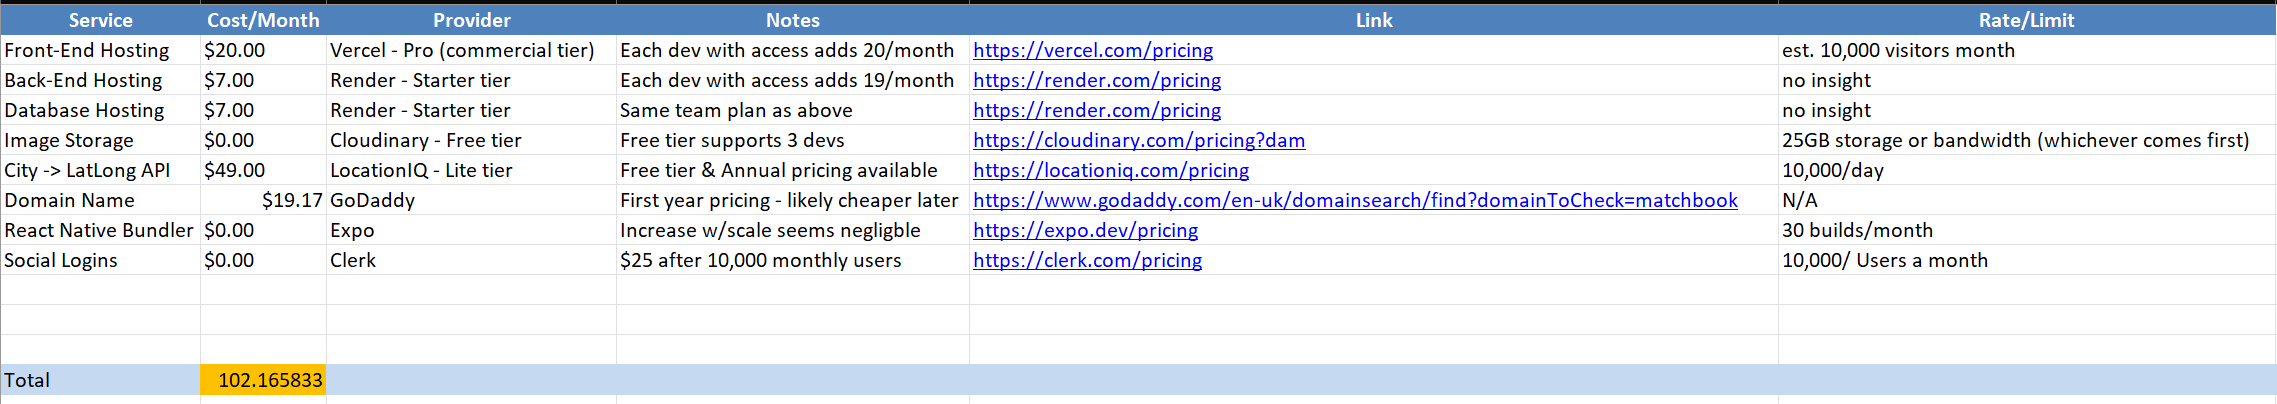 Service Cost/Month Provider Notes Link Rate/Limit
Front-End Hosting $20.00 Vercel - Pro (commercial tier) Each dev with access adds 20/month https://vercel.com/pricing est. 10,000 visitors month
Back-End Hosting $7.00 Render - Starter tier Each dev with access adds 19/month https://render.com/pricing no insight
Database Hosting $7.00 Render - Starter tier Same team plan as above https://render.com/pricing no insight
Image Storage $0.00 Cloudinary - Free tier Free tier supports 3 devs https://cloudinary.com/pricing?dam 25GB storage or bandwidth (whichever comes first)
City -> LatLong API $49.00 LocationIQ - Lite tier Free tier & Annual pricing available https://locationiq.com/pricing 10,000/day
Domain Name $19.17 GoDaddy First year pricing - likely cheaper later https://www.godaddy.com/en-uk/domainsearch/find?domainToCheck=matchbook N/A
React Native Bundler $0.00 Expo Increase w/scale seems negligble https://expo.dev/pricing 30 builds/month
Social Logins $0.00 Clerk $25 after 10,000 monthly users https://clerk.com/pricing 10,000/ Users a month
Total 102.165833